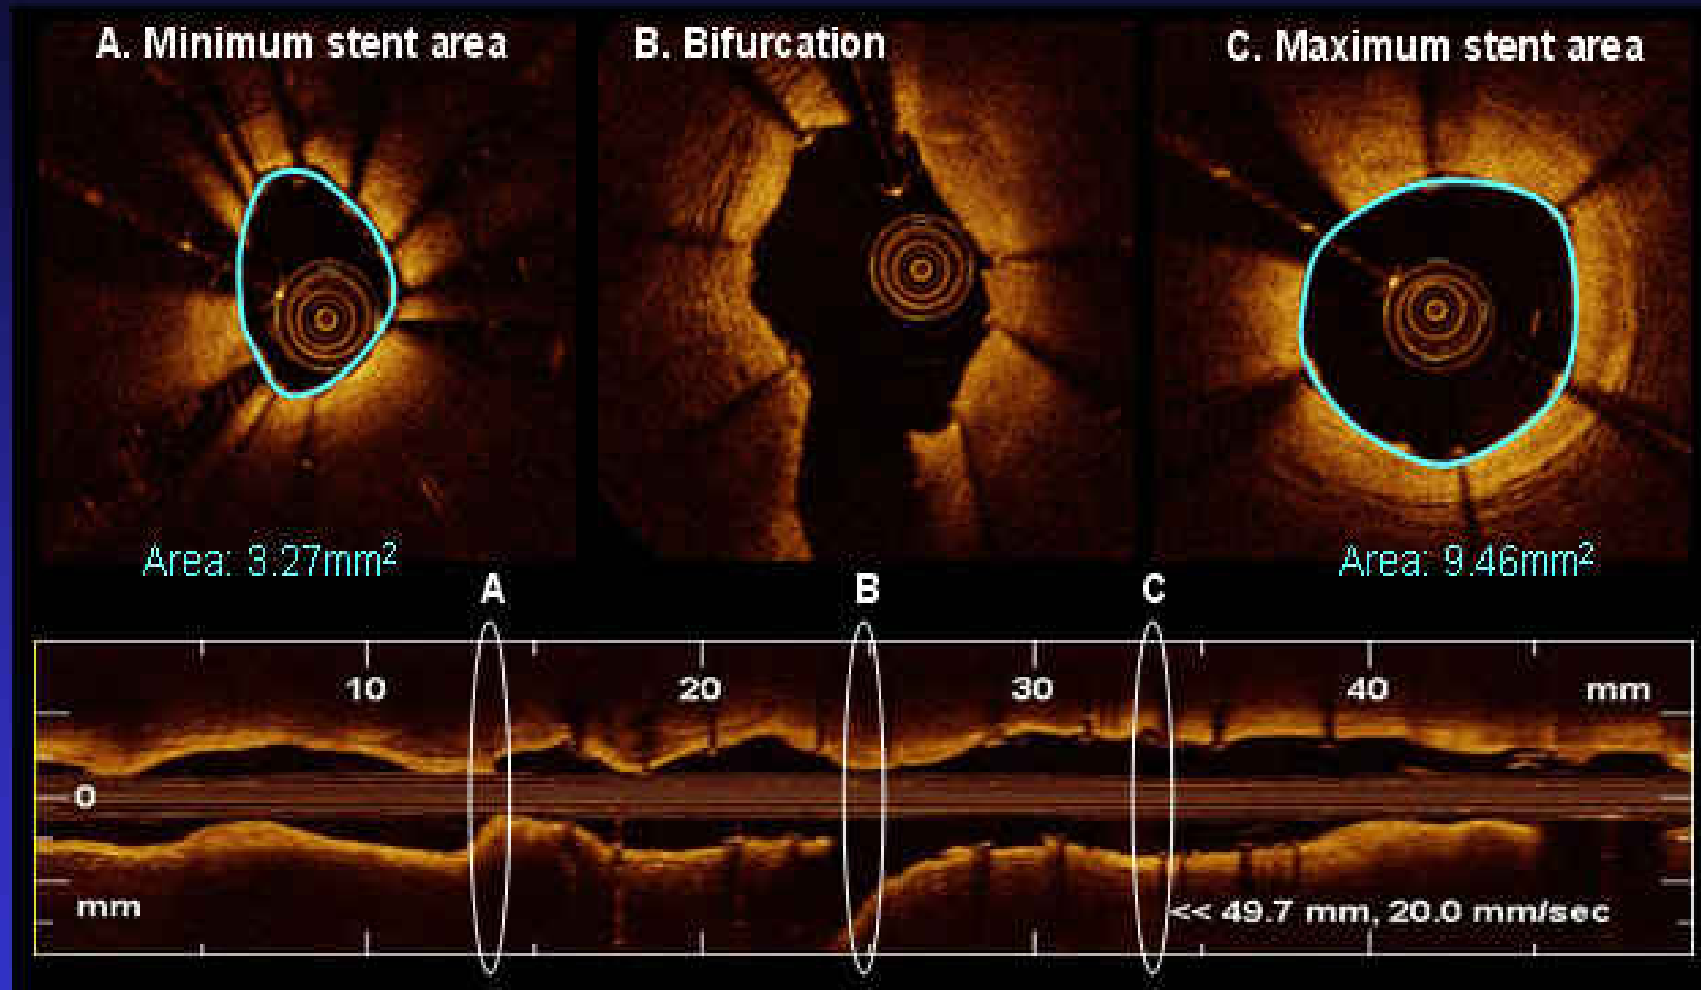 A. Minimum stent area
B. Bifurcation
C. Maximum stent area
Area: 3.27mm²
Area: 9.46mm²
A
B
C
10
20
30
40
mm
0
mm
<< 49.7 mm, 20.0 mm/sec